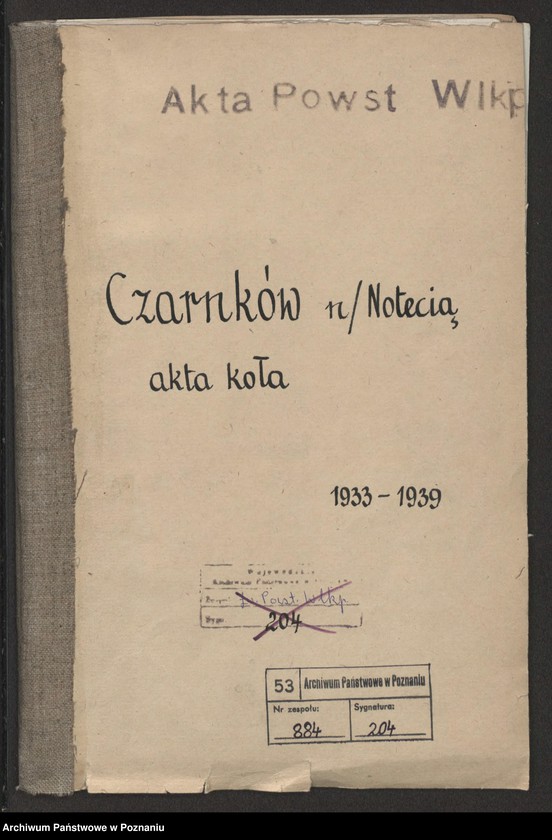 Akta Powst Wlkp
Czarnków n/Notecią
akta koła
1933 – 1939
Zw. Powst. Wlkp
204
53 Archiwum Państwowe w Poznaniu
Nr zespołu: Sygnatura:
884 204
Archiwum Państwowe w Poznaniu